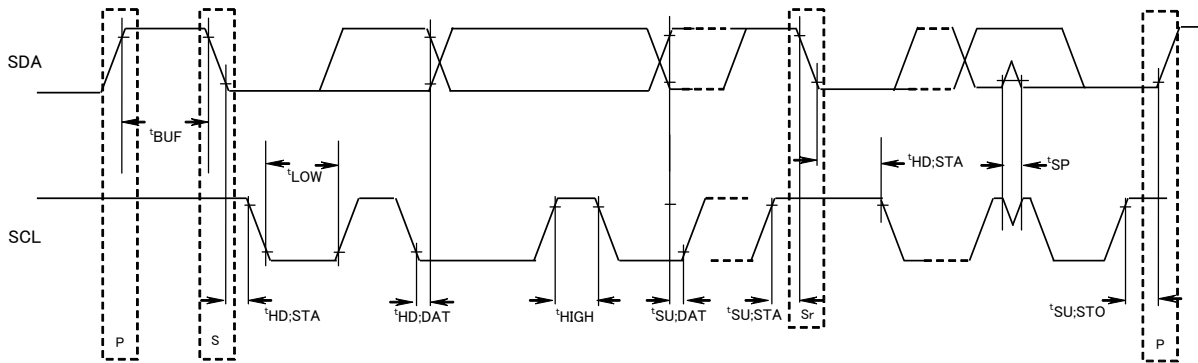 SDA
tBUF
tLOW
tHD;STA
tSP
SCL
tHD;STA
tHD;DAT
tHIGH
tSU;DAT
tSU;STA
Sr
tSU;STO
P
S
P